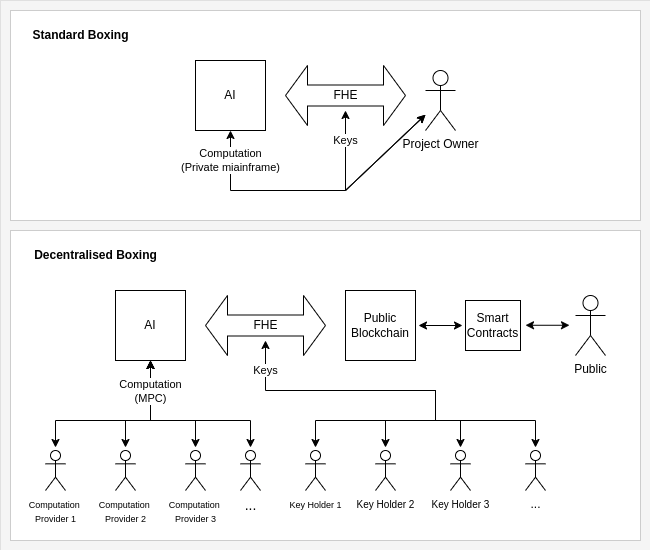 Standard Boxing
AI
FHE
Keys
Computation
(Private miainframe)
Project Owner
Decentralised Boxing
AI
FHE
Public
Blockchain
Smart
Contracts
Public
Keys
Computation
(MPC)
Computation
Provider 1
Computation
Provider 2
Computation
Provider 3
...
Key Holder 1
Key Holder 2
Key Holder 3
...